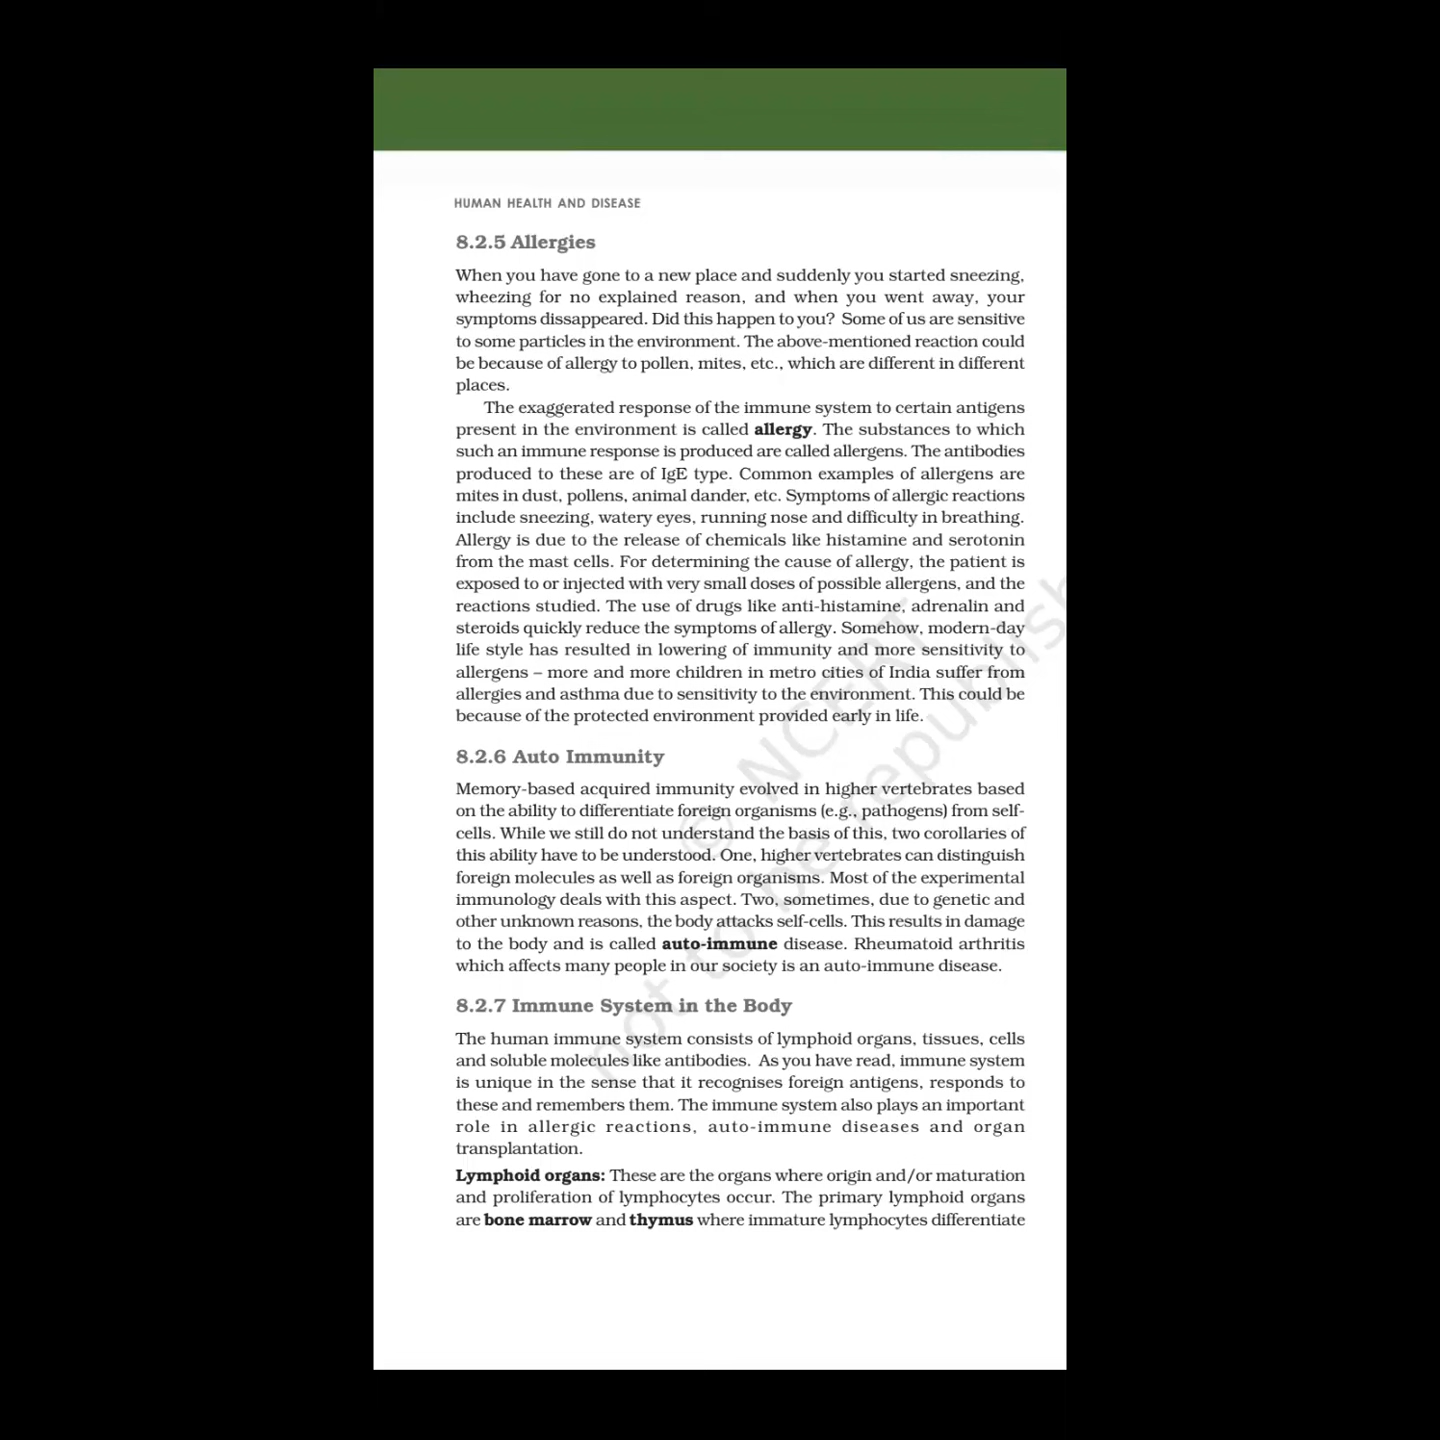 HUMAN HEALTH AND DISEASE
8.2.5 Allergies
When you have gone to a new place and suddenly you started sneezing,
wheezing for no explained reason, and when you went away, your
symptoms dissappeared. Did this happen to you? Some of us are sensitive
to some particles in the environment. The above-mentioned reaction could
be because of allergy to pollen, mites, etc., which are different in different
places.
The exaggerated response of the immune system to certain antigens
present in the environment is called allergy. The substances to which
such an immune response is produced are called allergens. The antibodies
produced to these are of IgE type. Common examples of allergens are
mites in dust, pollens, animal dander, etc. Symptoms of allergic reactions
include sneezing, watery eyes, running nose and difficulty in breathing.
Allergy is due to the release of chemicals like histamine and serotonin
from the mast cells. For determining the cause of allergy, the patient is
exposed to or injected with very small doses of possible allergens, and the
reactions studied. The use of drugs like anti-histamine, adrenalin and
steroids quickly reduce the symptoms of allergy. Somehow, modern-day
life style has resulted in lowering of immunity and more sensitivity to
allergens – more and more children in metro cities of India suffer from
allergies and asthma due to sensitivity to the environment. This could be
because of the protected environment provided early in life.
8.2.6 Auto Immunity
Memory-based acquired immunity evolved in higher vertebrates based
on the ability to differentiate foreign organisms (e.g., pathogens) from self-
cells. While we still do not understand the basis of this, two corollaries of
this ability have to be understood. One, higher vertebrates can distinguish
foreign molecules as well as foreign organisms. Most of the experimental
immunology deals with this aspect. Two, sometimes, due to genetic and
other unknown reasons, the body attacks self-cells. This results in damage
to the body and is called auto-immune disease. Rheumatoid arthritis
which affects many people in our society is an auto-immune disease.
8.2.7 Immune System in the Body
The human immune system consists of lymphoid organs, tissues, cells
and soluble molecules like antibodies. As you have read, immune system
is unique in the sense that it recognises foreign antigens, responds to
these and remembers them. The immune system also plays an important
role in allergic reactions, auto-immune diseases and organ
transplantation.
Lymphoid organs: These are the organs where origin and/or maturation
and proliferation of lymphocytes occur. The primary lymphoid organs
are bone marrow and thymus where immature lymphocytes differentiate
© NCERT
not to be republish